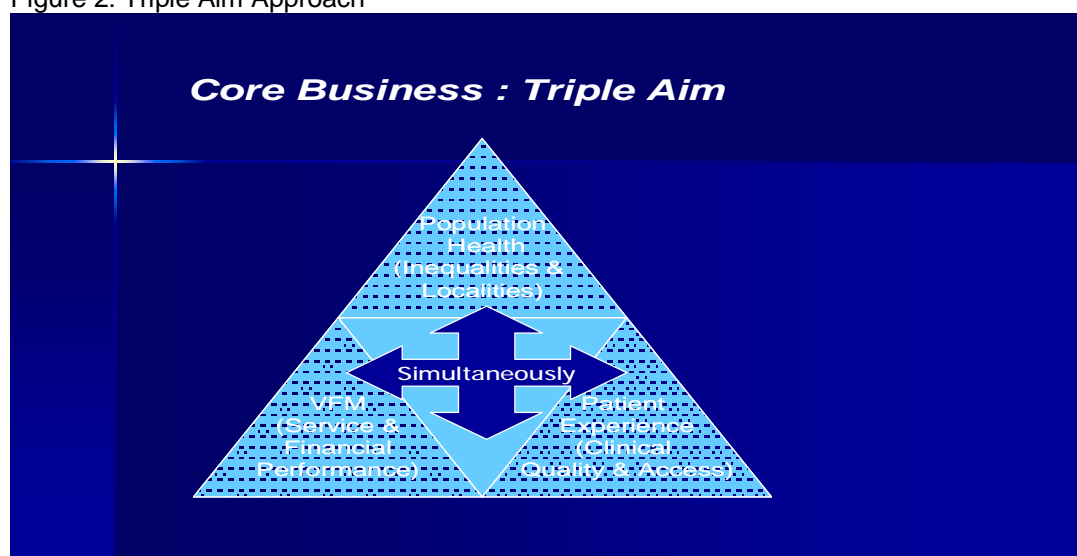 Figure 2: Triple Aim Approach
Core Business : Triple Aim
Population
Health
(Inequalities &
Localities)
Simultaneously
VFM
(Service &
Financial
Performance)
Patient
Experience
(Clinical
Quality & Access)